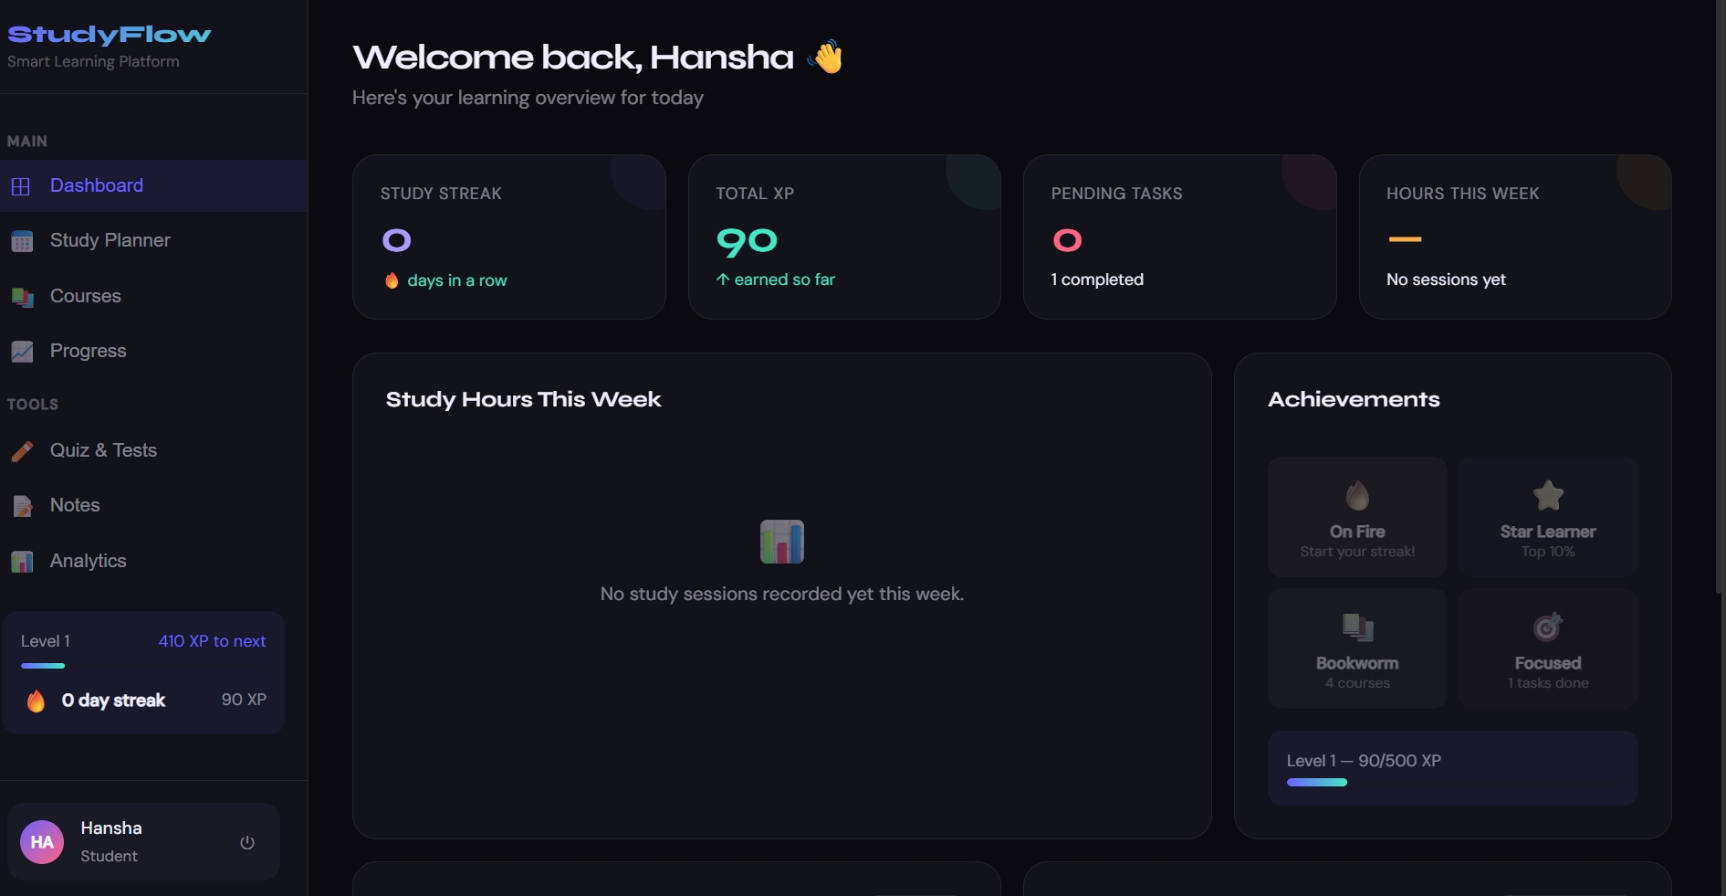 StudyFlow
Smart Learning Platform
MAIN
Dashboard
Study Planner
Courses
Progress
TOOLS
Quiz & Tests
Notes
Analytics
Level 1 410 XP to next
0 day streak 90 XP
HA
Hansha
Student
Welcome back, Hansha 👋
Here's your learning overview for today
STUDY STREAK
0
🔥 days in a row
TOTAL XP
90
↑ earned so far
PENDING TASKS
0
1 completed
HOURS THIS WEEK
—
No sessions yet
Study Hours This Week
No study sessions recorded yet this week.
Achievements
On Fire
Start your streak!
Star Learner
Top 10%
Bookworm
4 courses
Focused
1 tasks done
Level 1 — 90/500 XP